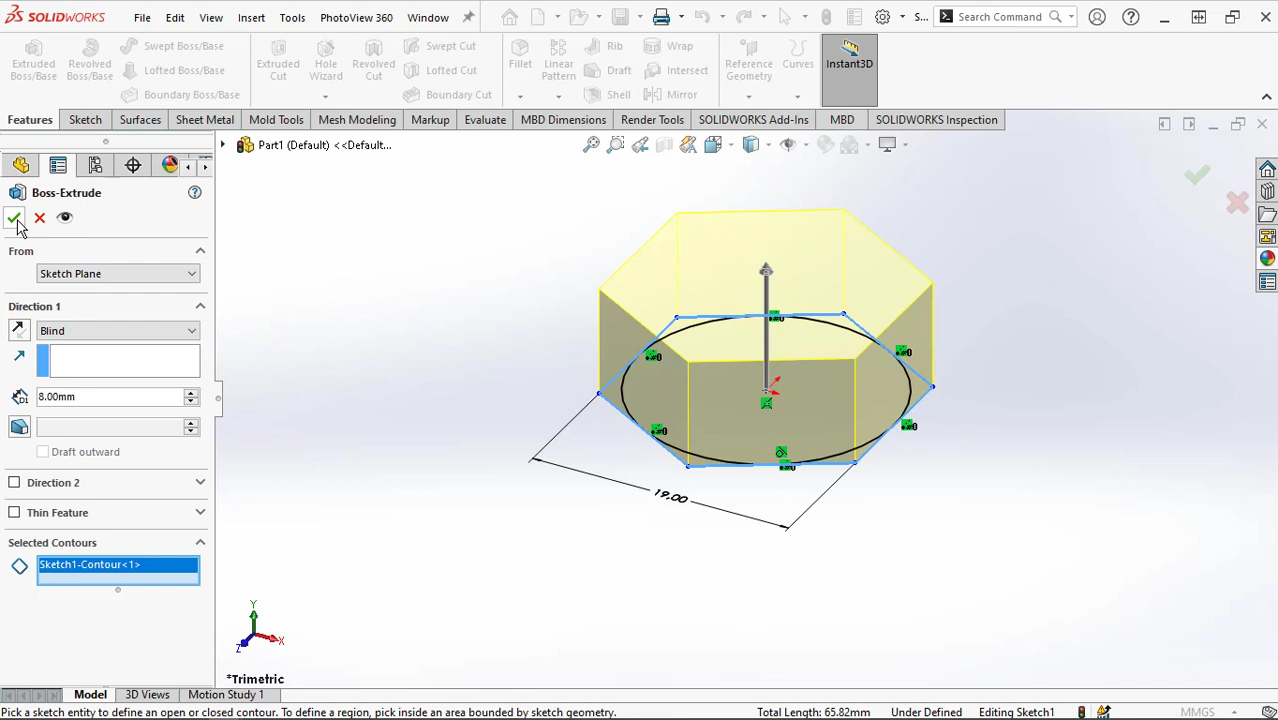 SOLIDWORKS File Edit View Insert Tools PhotoView 360 Window S... Search Command
Extruded Boss/Base Revolved Boss/Base Swept Boss/Base Lofted Boss/Base Boundary Boss/Base Extruded Cut Hole Wizard Revolved Cut Swept Cut Lofted Cut Boundary Cut Fillet Linear Pattern Rib Draft Shell Wrap Intersect Mirror Reference Geometry Curves Instant3D
Features Sketch Surfaces Sheet Metal Mold Tools Mesh Modeling Markup Evaluate MBD Dimensions Render Tools SOLIDWORKS Add-Ins MBD SOLIDWORKS Inspection
Part1 (Default) <<Default...
Boss-Extrude
From
Sketch Plane
Direction 1
Blind
8.00mm
Draft outward
Direction 2
Thin Feature
Selected Contours
Sketch1-Contour<1>
19.00
Y
X
Z
*Trimetric
Model 3D Views Motion Study 1
Pick a sketch entity to define an open or closed contour. To define a region, pick inside an area bounded by sketch geometry. Total Length: 65.82mm Under Defined Editing Sketch1 MMGS